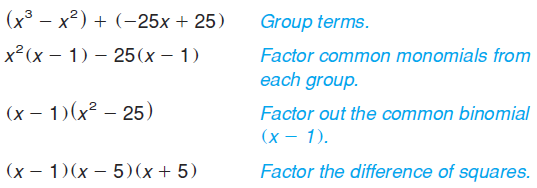 (x³ − x²) + (−25x + 25) Group terms.
x²(x − 1) − 25(x − 1) Factor common monomials from
each group.
(x − 1)(x² − 25) Factor out the common binomial
(x − 1).
(x − 1)(x − 5)(x + 5) Factor the difference of squares.